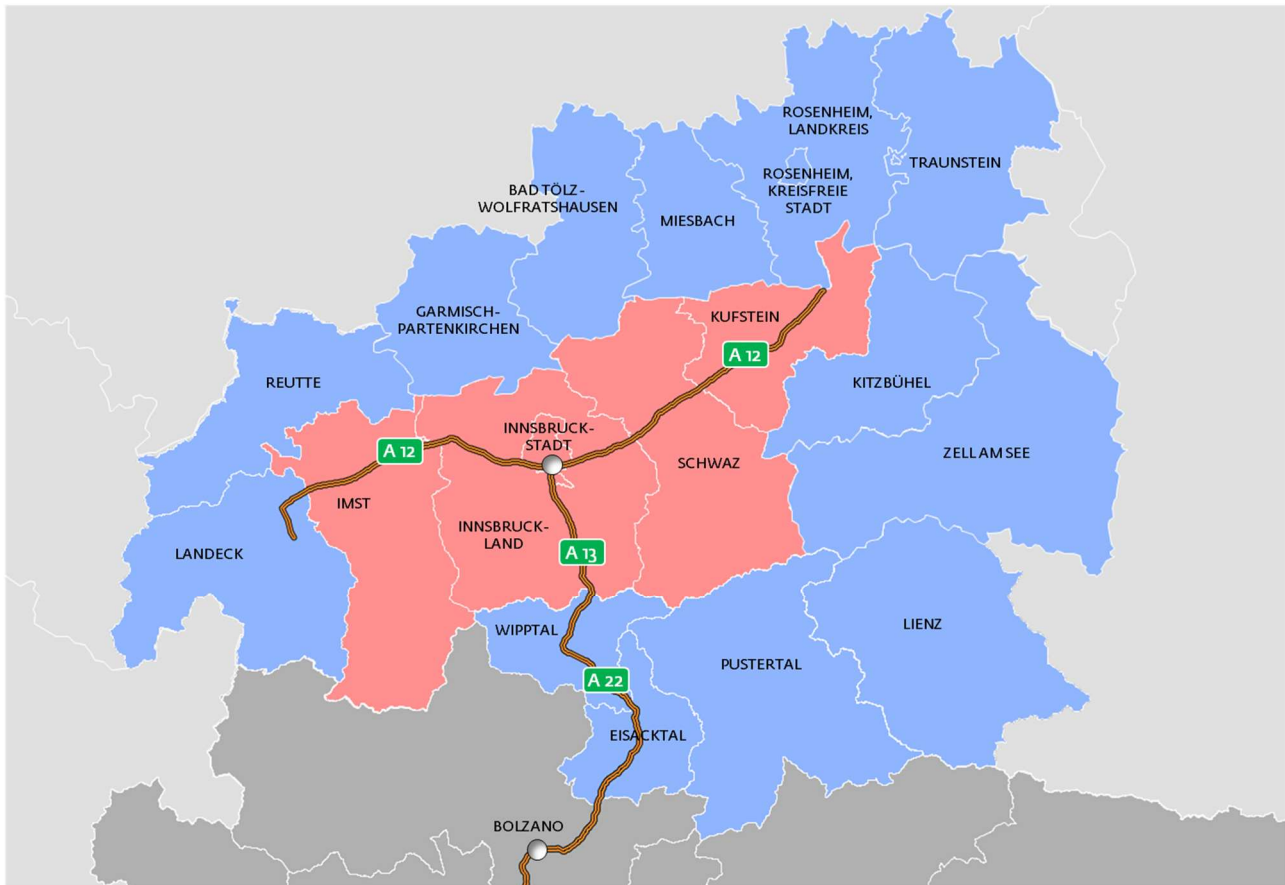 ROSENHEIM,
LANDKREIS
TRAUNSTEIN
ROSENHEIM,
KREISFREIE
STADT
BAD TÖLZ-
WOLFRATSHAUSEN
MIESBACH
GARMISCH-
PARTENKIRCHEN
KUFSTEIN
A 12
REUTTE
KITZBÜHEL
INNSBRUCK-
STADT
A 12
ZELL AM SEE
SCHWAZ
IMST
INNSBRUCK-
LAND
LANDECK
A 13
WIPPTAL
LIENZ
PUSTERTAL
A 22
EISACKTAL
BOLZANO